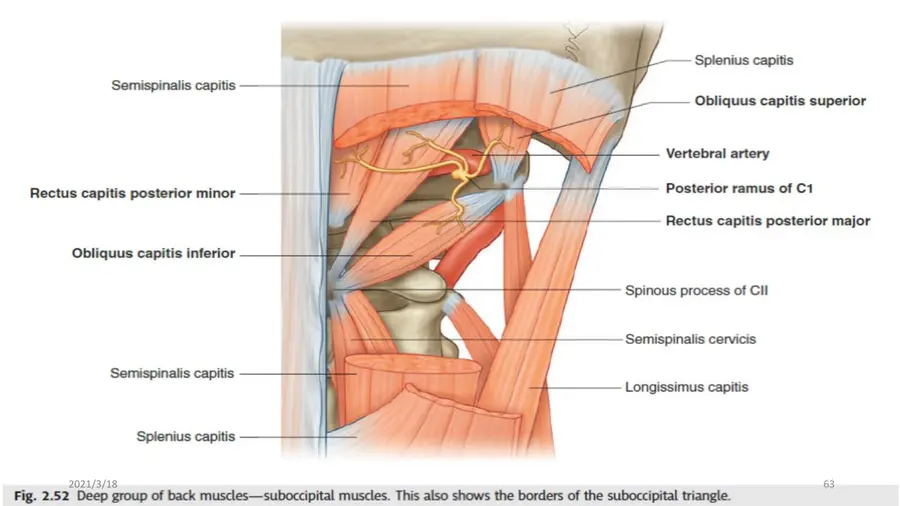 Splenius capitis
Semispinalis capitis
Obliquus capitis superior
Vertebral artery
Rectus capitis posterior minor
Posterior ramus of C1
Rectus capitis posterior major
Obliquus capitis inferior
Spinous process of CII
Semispinalis cervicis
Semispinalis capitis
Longissimus capitis
Splenius capitis
2021/3/18
63
Fig. 2.52 Deep group of back muscles—suboccipital muscles. This also shows the borders of the suboccipital triangle.